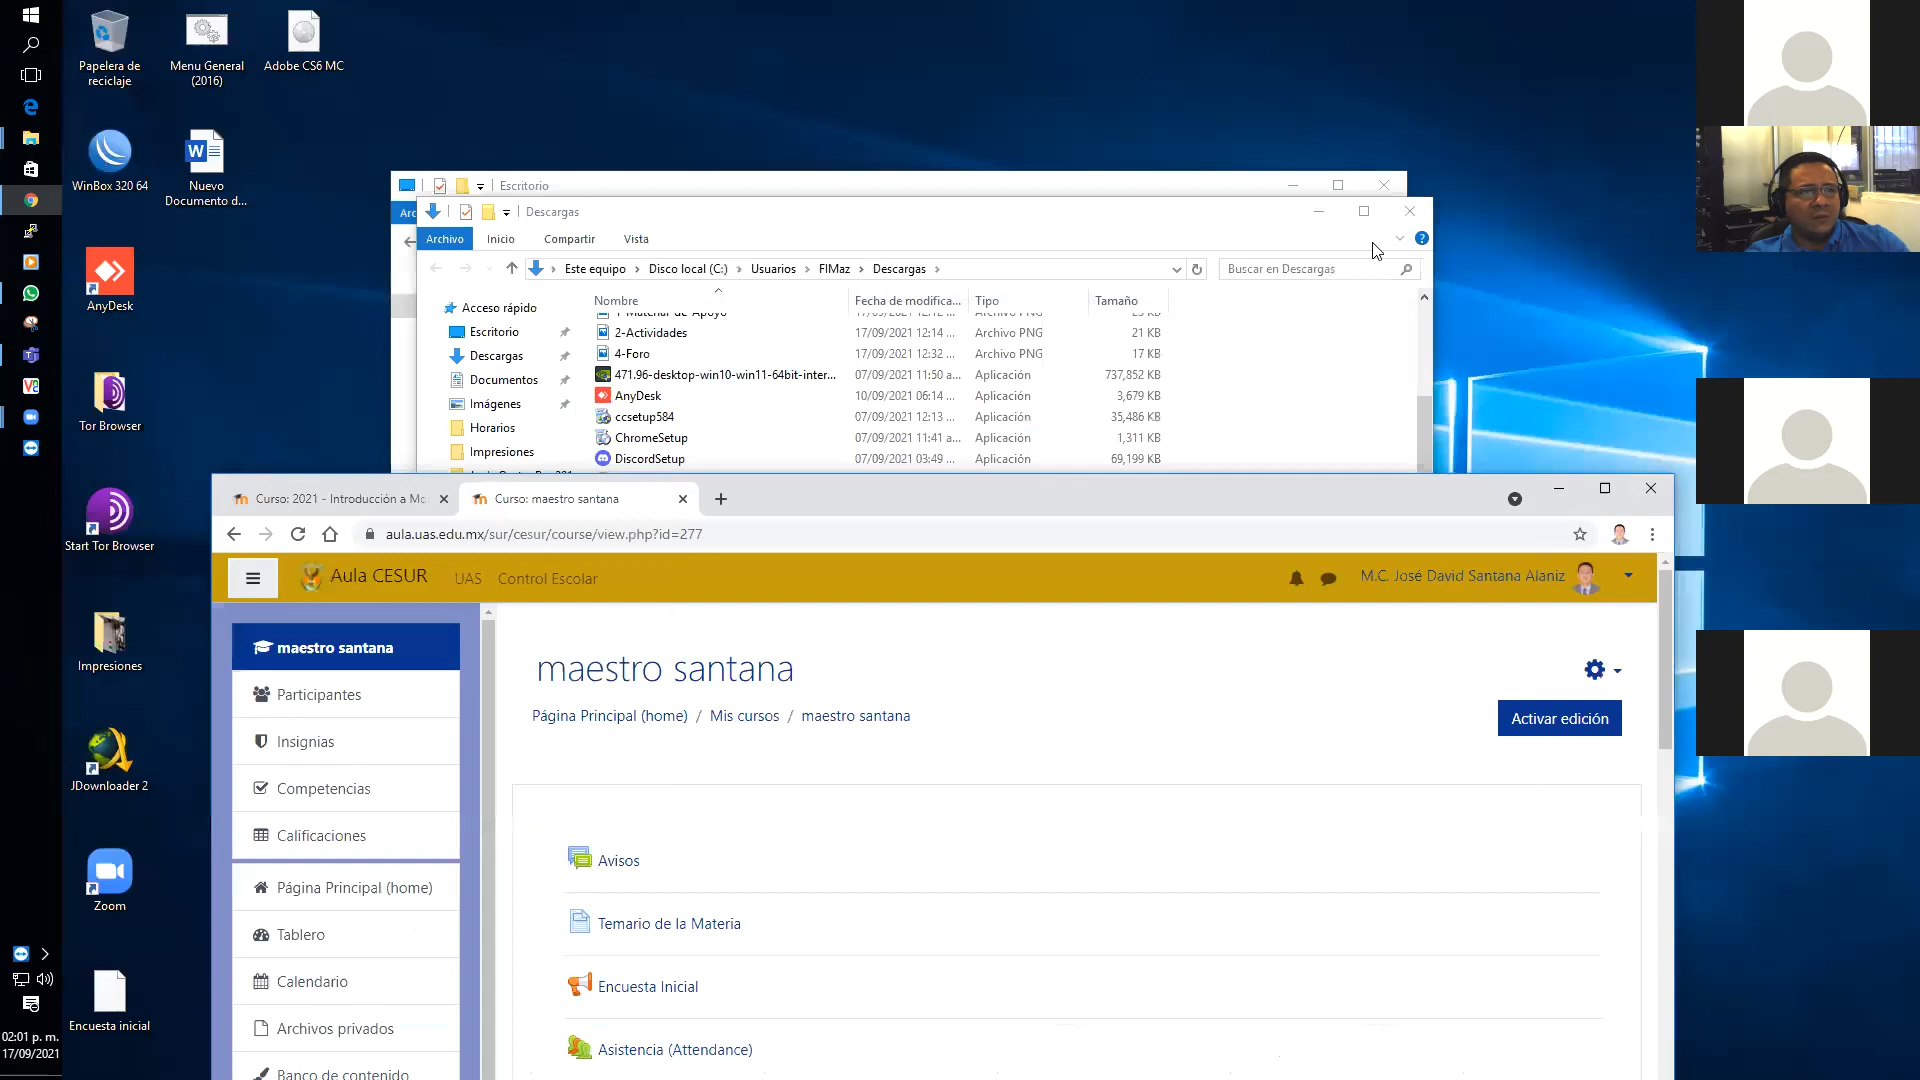 Papelera de
reciclaje
Menu General
(2016)
Adobe CS6 MC
WinBox 320 64
Nuevo
Documento d...
AnyDesk
Tor Browser
Start Tor Browser
Impresiones
JDownloader 2
Zoom
Encuesta inicial
02:01 p. m.
17/09/2021
Escritorio
Arc
Descargas
Archivo
Inicio
Compartir
Vista
Este equipo
Disco local (C:)
Usuarios
FIMaz
Descargas
Buscar en Descargas
Acceso rápido
Escritorio
Descargas
Documentos
Imágenes
Horarios
Impresiones
Nombre Fecha de modifica... Tipo Tamaño
2-Actividades 17/09/2021 12:14 ... Archivo PNG 21 KB
4-Foro 17/09/2021 12:32 ... Archivo PNG 17 KB
471.96-desktop-win10-win11-64bit-inter... 07/09/2021 11:50 a... Aplicación 737,852 KB
AnyDesk 10/09/2021 06:14 ... Aplicación 3,679 KB
ccsetup584 07/09/2021 12:13 ... Aplicación 35,486 KB
ChromeSetup 07/09/2021 11:41 a... Aplicación 1,311 KB
DiscordSetup 07/09/2021 03:49 ... Aplicación 69,199 KB
Curso: 2021 - Introducción a Mo
Curso: maestro santana
aula.uas.edu.mx/sur/cesur/course/view.php?id=277
Aula CESUR
UAS
Control Escolar
M.C. José David Santana Alaniz
maestro santana
Participantes
Insignias
Competencias
Calificaciones
Página Principal (home)
Tablero
Calendario
Archivos privados
Banco de contenido
maestro santana
Página Principal (home) / Mis cursos / maestro santana
Activar edición
Avisos
Temario de la Materia
Encuesta Inicial
Asistencia (Attendance)